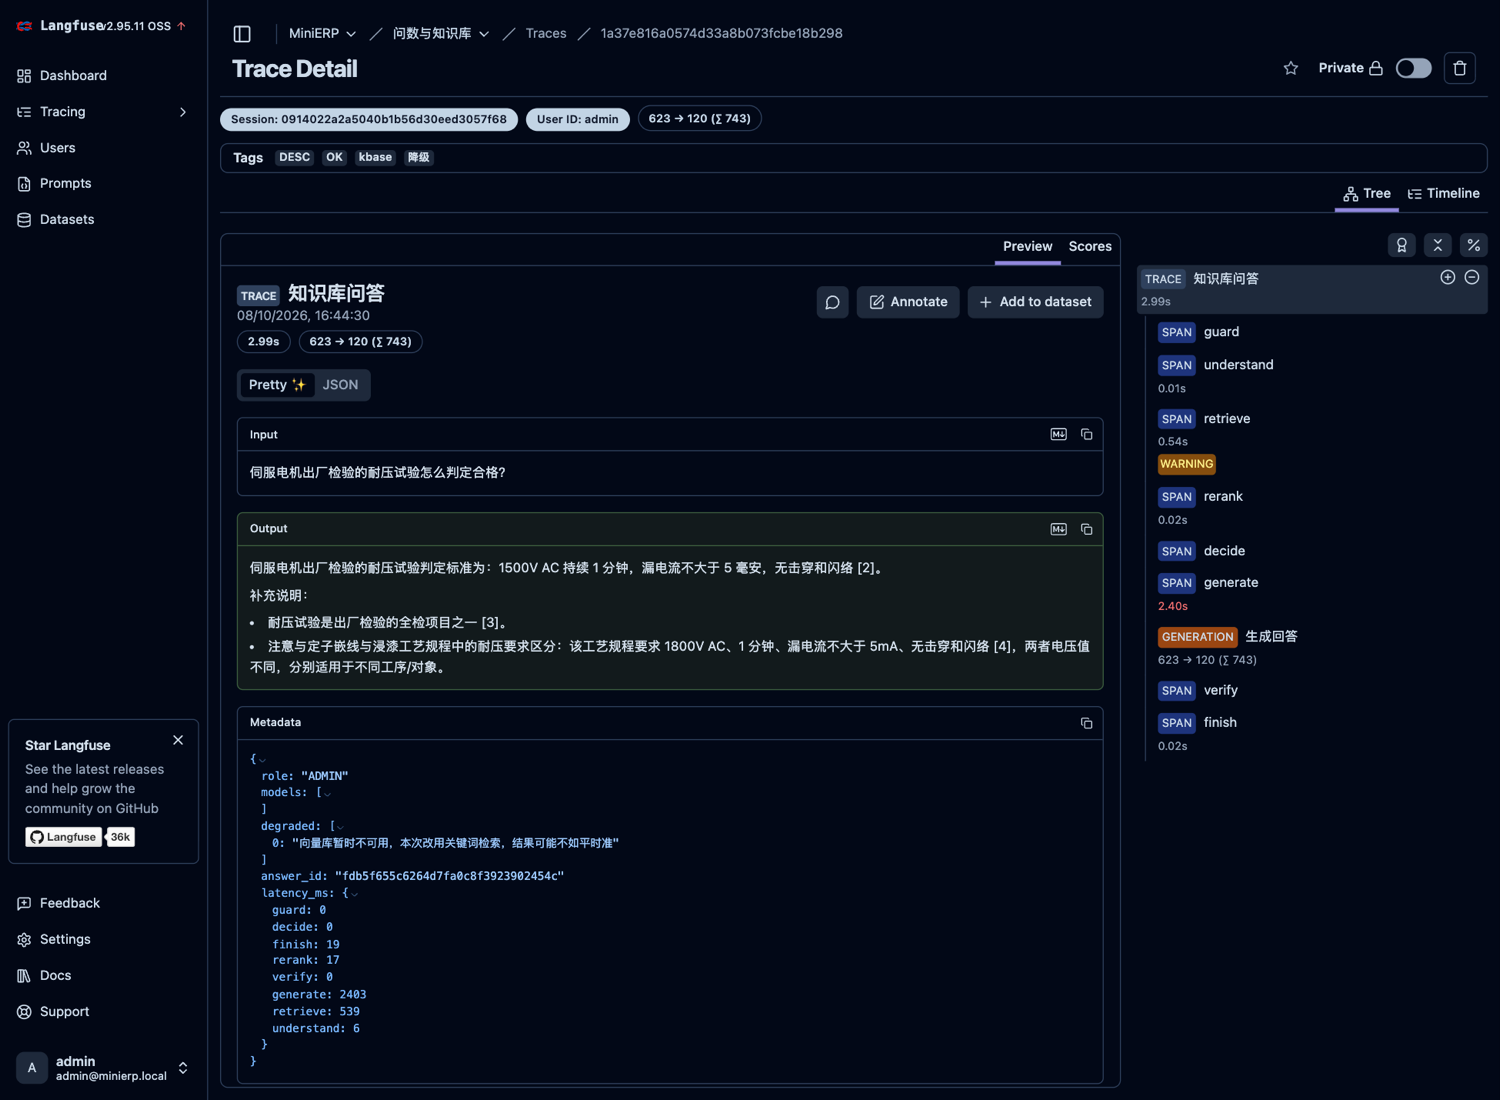 Langfuse v2.95.11 OSS
Dashboard
Tracing
Users
Prompts
Datasets
Star Langfuse
See the latest releases
and help grow the
community on GitHub
Langfuse 36k
Feedback
Settings
Docs
Support
A
admin
admin@minierp.local
MiniERP / 问数与知识库 / Traces / 1a37e816a0574d33a8b073fcbe18b298
Trace Detail
Private
Session: 0914022a2a5040b1b56d30eed3057f68
User ID: admin
623 → 120 (∑ 743)
Tags DESC OK kbase 降级
Tree
Timeline
Preview
Scores
TRACE 知识库问答
08/10/2026, 16:44:30
2.99s
623 → 120 (∑ 743)
Annotate
+ Add to dataset
Pretty ✨ JSON
Input
伺服电机出厂检验的耐压试验怎么判定合格?
Output
伺服电机出厂检验的耐压试验判定标准为：1500V AC 持续 1 分钟，漏电流不大于 5 毫安，无击穿和闪络 [2]。
补充说明：
• 耐压试验是出厂检验的全检项目之一 [3]。
• 注意与定子嵌线与浸漆工艺规程中的耐压要求区分：该工艺规程要求 1800V AC、1 分钟、漏电流不大于 5mA、无击穿和闪络 [4]，两者电压值
不同，分别适用于不同工序/对象。
Metadata
{
role: "ADMIN"
models: [
]
degraded: [
0: "向量库暂时不可用，本次改用关键词检索，结果可能不如平时准"
]
answer_id: "fdb5f655c6264d7fa0c8f3923902454c"
latency_ms: {
guard: 0
decide: 0
finish: 19
rerank: 17
verify: 0
generate: 2403
retrieve: 539
understand: 6
}
}
TRACE 知识库问答
2.99s
SPAN guard
SPAN understand
0.01s
SPAN retrieve
0.54s
WARNING
SPAN rerank
0.02s
SPAN decide
SPAN generate
2.40s
GENERATION 生成回答
623 → 120 (∑ 743)
SPAN verify
SPAN finish
0.02s